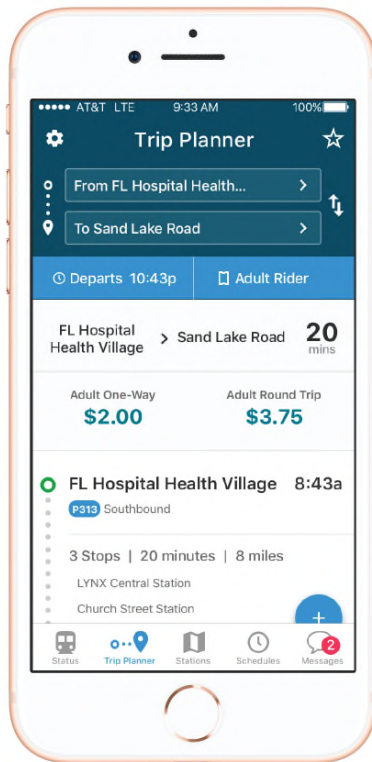 AT&T LTE 9:33 AM 100%
Trip Planner
From FL Hospital Health... >
To Sand Lake Road >
Departs 10:43p Adult Rider
FL Hospital
Health Village > Sand Lake Road 20
mins
Adult One-Way Adult Round Trip
$2.00 $3.75
FL Hospital Health Village 8:43a
P313 Southbound
3 Stops | 20 minutes | 8 miles
LYNX Central Station
Church Street Station
+
Status Trip Planner Stations Schedules Messages 2